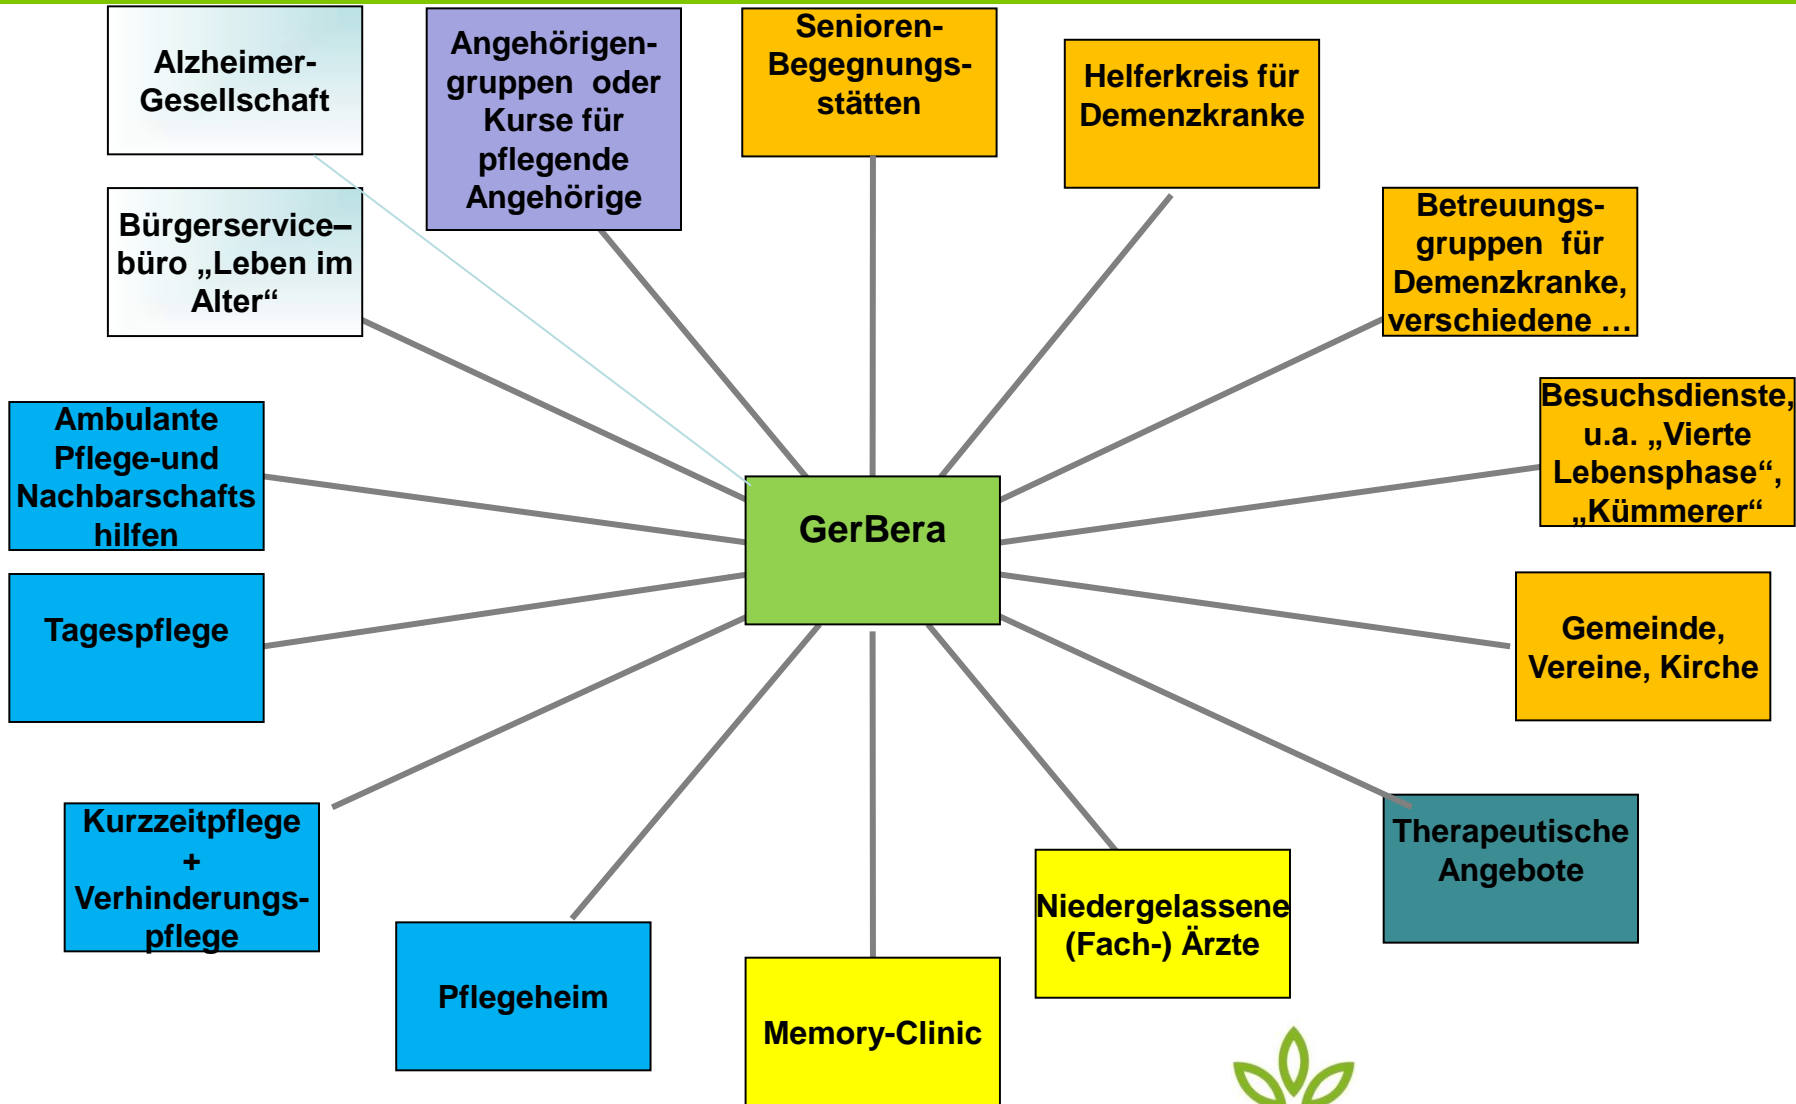 Alzheimer-
Gesellschaft
Angehörigen-
gruppen oder
Kurse für
pflegende
Angehörige
Senioren-
Begegnungs-
stätten
Helferkreis für
Demenzkranke
Bürgerservice–
büro „Leben im
Alter“
Betreuungs-
gruppen für
Demenzkranke,
verschiedene …
Ambulante
Pflege-und
Nachbarschafts
hilfen
Besuchsdienste,
u.a. „Vierte
Lebensphase“,
„Kümmerer“
GerBera
Tagespflege
Gemeinde,
Vereine, Kirche
Kurzzeitpflege
+
Verhinderungs-
pflege
Therapeutische
Angebote
Niedergelassene
(Fach-) Ärzte
Pflegeheim
Memory-Clinic